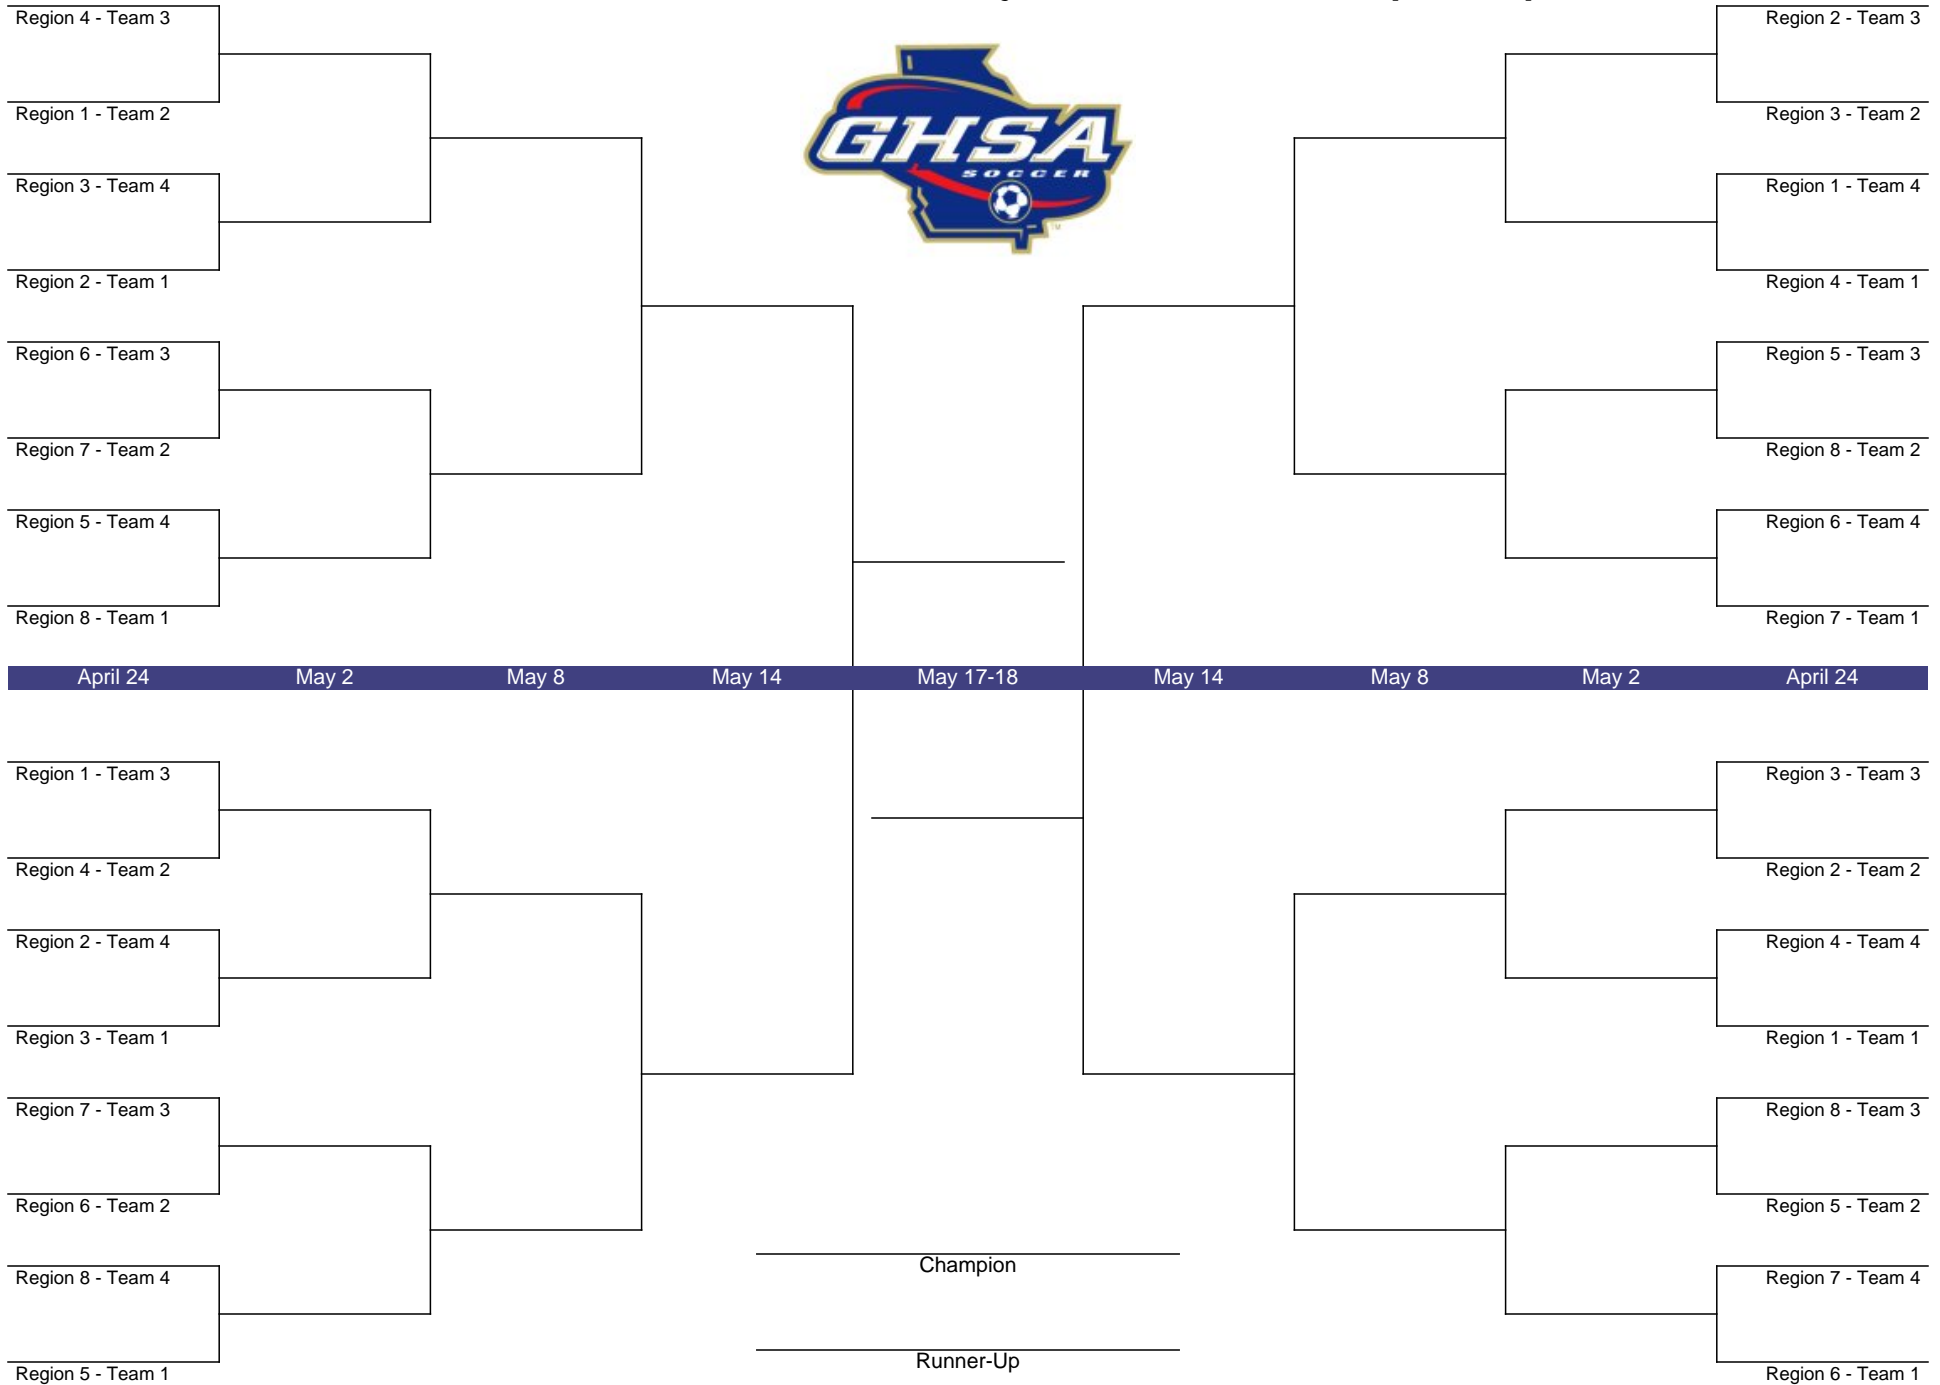 Region 4 - Team 3
Region 1 - Team 2
Region 3 - Team 4
Region 2 - Team 1
Region 6 - Team 3
Region 7 - Team 2
Region 5 - Team 4
Region 8 - Team 1
GHSA
SOCCER
TM
Region 2 - Team 3
Region 3 - Team 2
Region 1 - Team 4
Region 4 - Team 1
Region 5 - Team 3
Region 8 - Team 2
Region 6 - Team 4
Region 7 - Team 1
April 24 May 2 May 8 May 14 May 17-18 May 14 May 8 May 2 April 24
Region 1 - Team 3
Region 4 - Team 2
Region 2 - Team 4
Region 3 - Team 1
Region 7 - Team 3
Region 6 - Team 2
Region 8 - Team 4
Region 5 - Team 1
Champion
Runner-Up
Region 3 - Team 3
Region 2 - Team 2
Region 4 - Team 4
Region 1 - Team 1
Region 8 - Team 3
Region 5 - Team 2
Region 7 - Team 4
Region 6 - Team 1